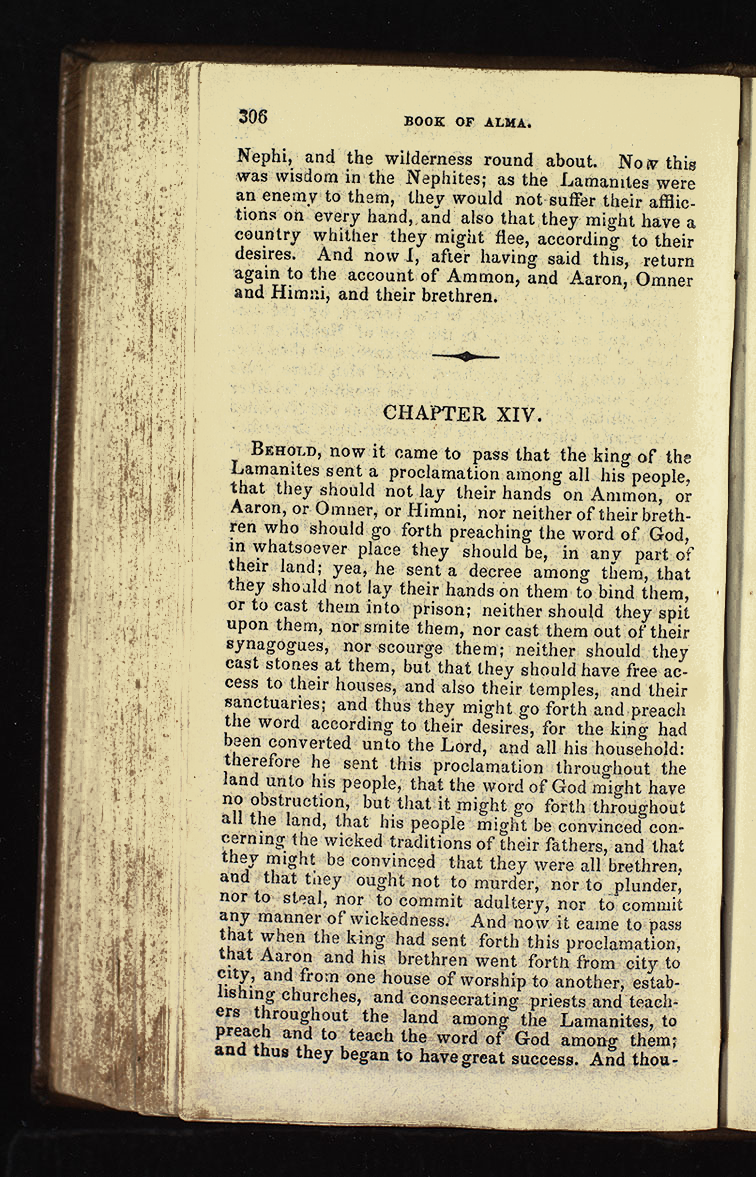 306
BOOK OF ALMA.
Nephi, and the wilderness round about. Now this
was wisdom in the Nephites; as the Lamanites were
an enemy to them, they would not suffer their afflic-
tions on every hand, and also that they might have a
country whither they might flee, according to their
desires. And now I, after having said this, return
again to the account of Ammon, and Aaron, Omner
and Himni, and their brethren.
CHAPTER XIV.
BEHOLD, now it came to pass that the king of the
Lamanites sent a proclamation among all his people,
that they should not lay their hands on Ammon, or
Aaron, or Omner, or Himni, nor neither of their breth-
ren who should go forth preaching the word of God,
in whatsoever place they should be, in any part of
their land; yea, he sent a decree among them, that
they should not lay their hands on them to bind them,
or to cast them into prison; neither should they spit
upon them, nor smite them, nor cast them out of their
synagogues, nor scourge them; neither should they
cast stones at them, but that they should have free ac-
cess to their houses, and also their temples, and their
sanctuaries; and thus they might go forth and preach
the word according to their desires, for the king had
been converted unto the Lord, and all his household:
therefore he sent this proclamation throughout the
land unto his people, that the word of God might have
no obstruction, but that it might go forth throughout
all the land, that his people might be convinced con-
cerning the wicked traditions of their fathers, and that
they might be convinced that they were all brethren,
and that they ought not to murder, nor to plunder,
nor to steal, nor to commit adultery, nor to commit
any manner of wickedness. And now it came to pass
that when the king had sent forth this proclamation,
that Aaron and his brethren went forth from city to
city, and from one house of worship to another, estab-
lishing churches, and consecrating priests and teach-
ers throughout the land among the Lamanites, to
preach and to teach the word of God among them;
and thus they began to have great success. And thou-